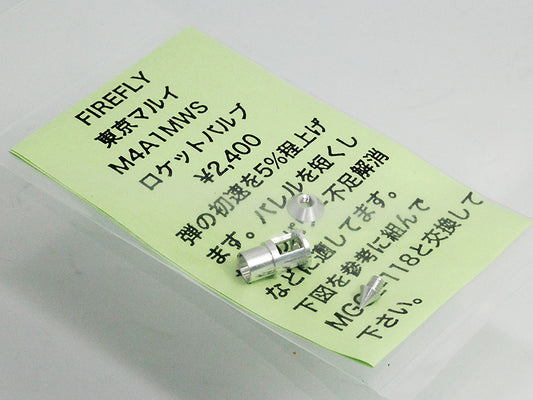 FIREFLY
東京マルイ
M4A1MWS
ロケットバルブ
¥2,400
弾の初速を5%程上げ
ます。バレルを短くし
不足解消
などに適してます。
下図を参考に組んで
MGG 118と交換して
下さい。